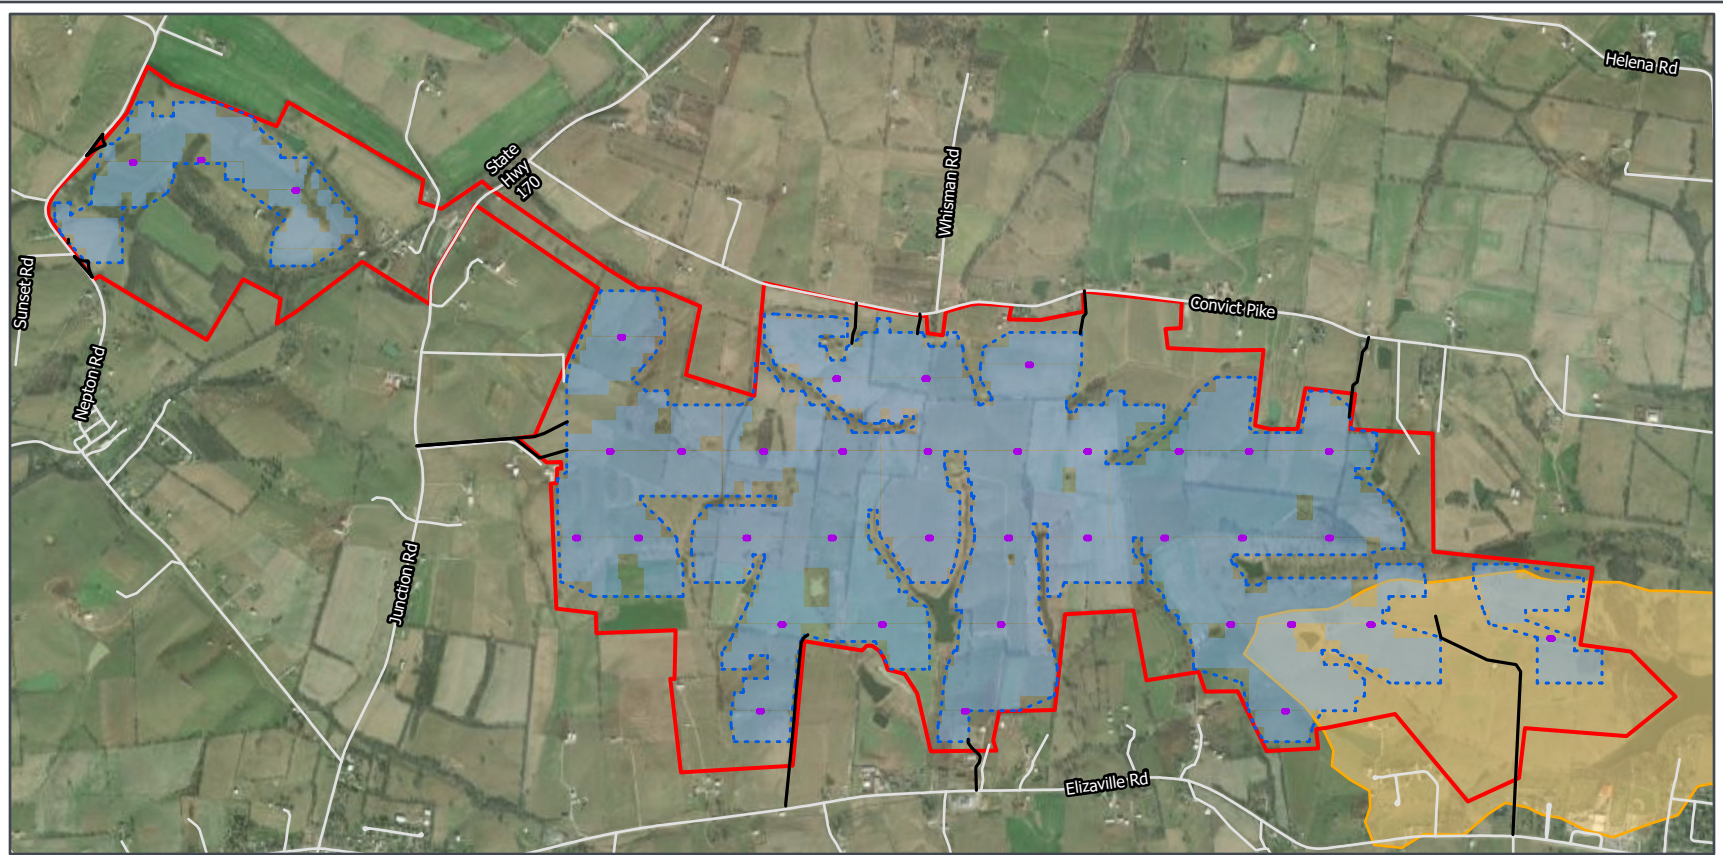 Helena Rd
State
Hwy
170
Whisman Rd
Sunset Rd
Convict Pike
Nepton Rd
Junction Rd
Elizaville Rd